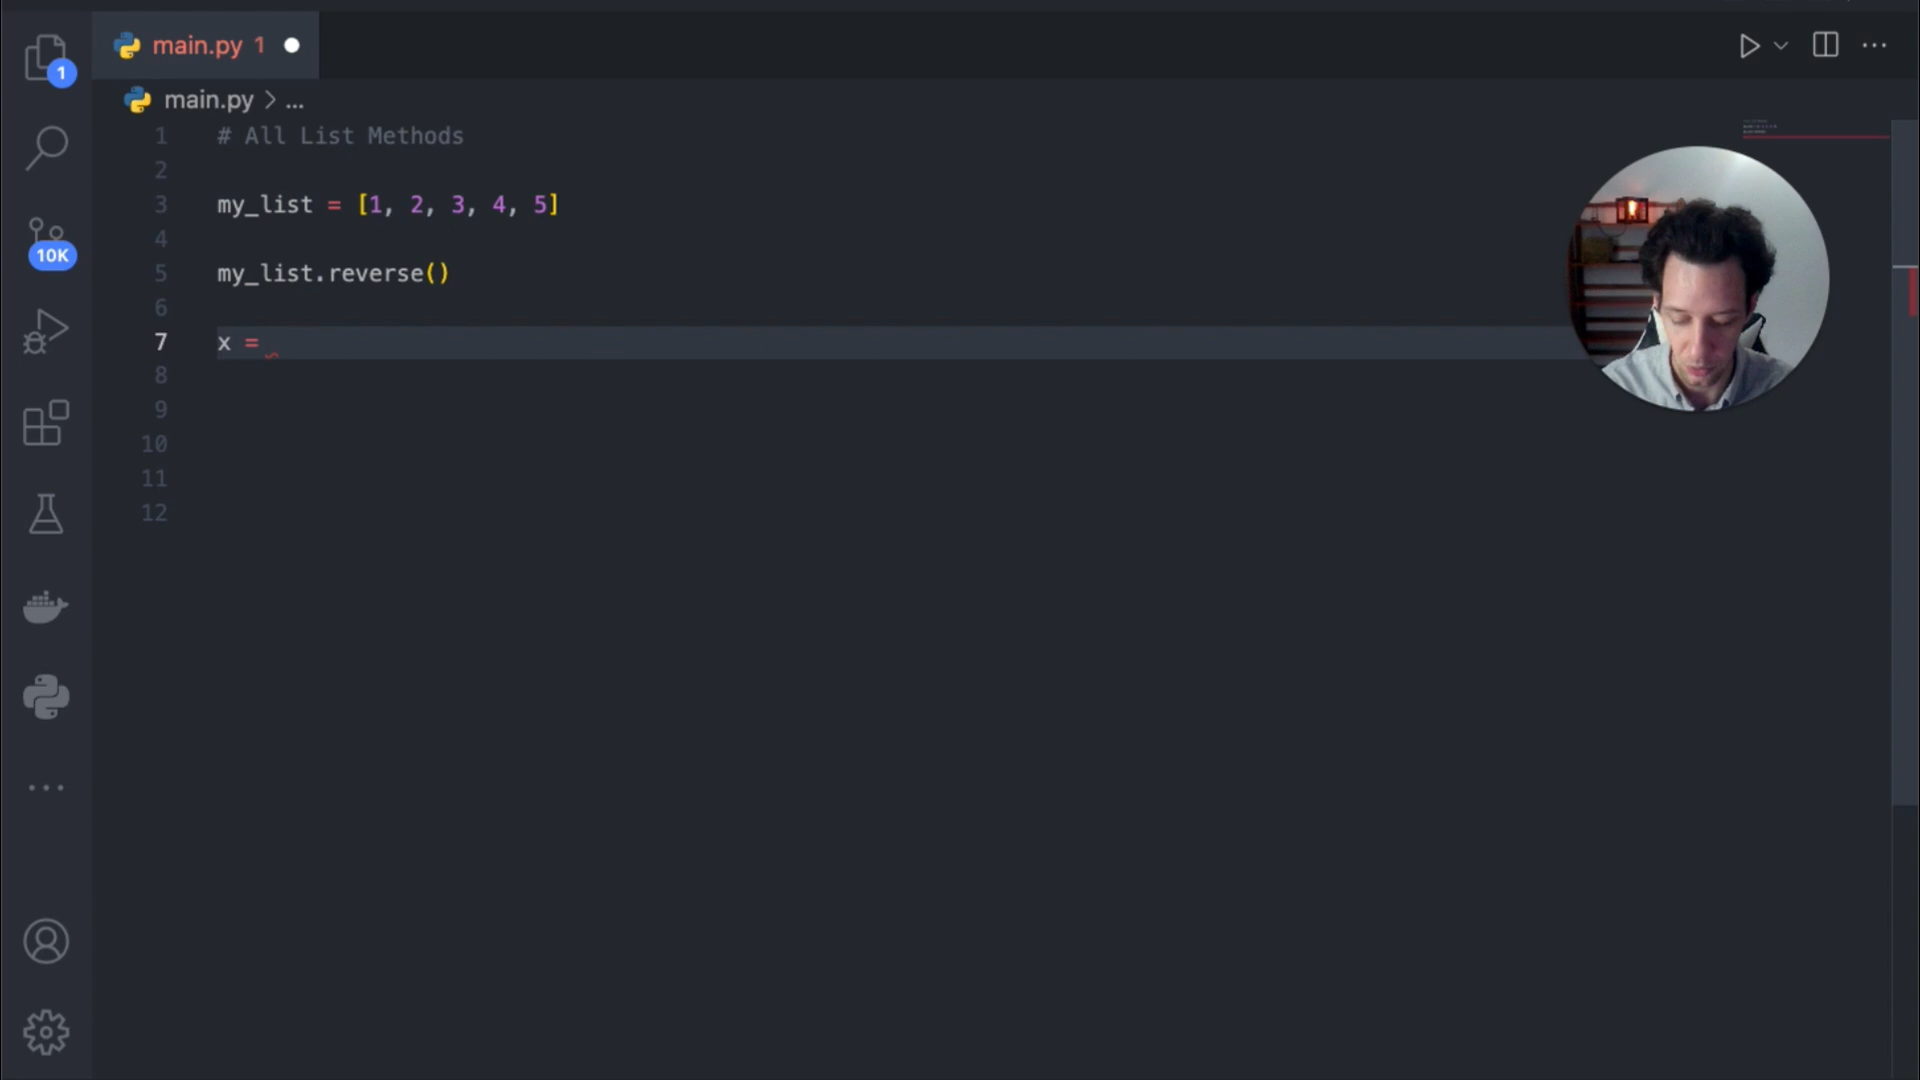 main.py 1
1
main.py > ...
10K
1 # All List Methods
2
3 my_list = [1, 2, 3, 4, 5]
4
5 my_list.reverse()
6
7 x =
8
9
10
11
12